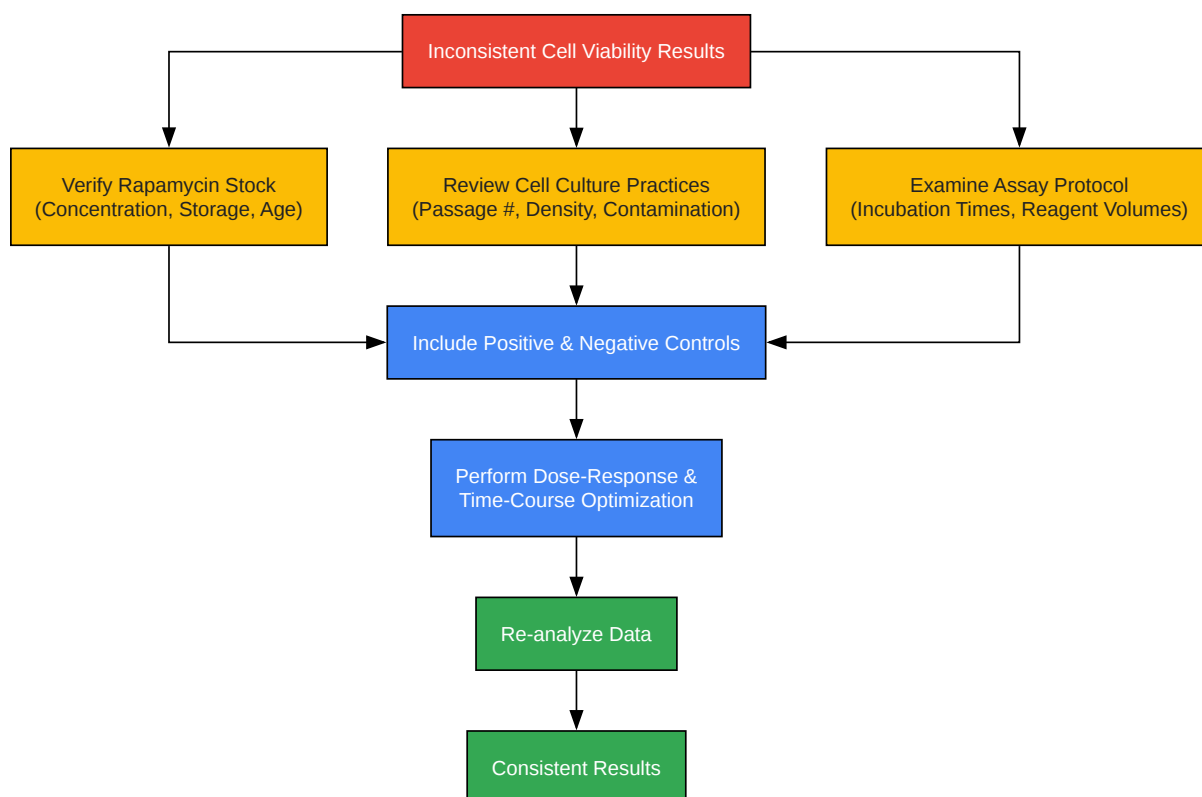 Inconsistent Cell Viability Results
Verify Rapamycin Stock
(Concentration, Storage, Age)
Review Cell Culture Practices
(Passage #, Density, Contamination)
Examine Assay Protocol
(Incubation Times, Reagent Volumes)
Include Positive & Negative Controls
Perform Dose-Response &
Time-Course Optimization
Re-analyze Data
Consistent Results